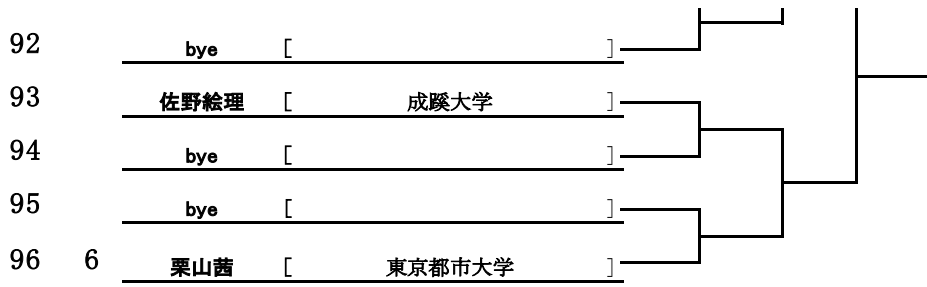 92 bye [ ]
93 佐野絵理 [ 成蹊大学 ]
94 bye [ ]
95 bye [ ]
96 6 栗山茜 [ 東京都市大学 ]